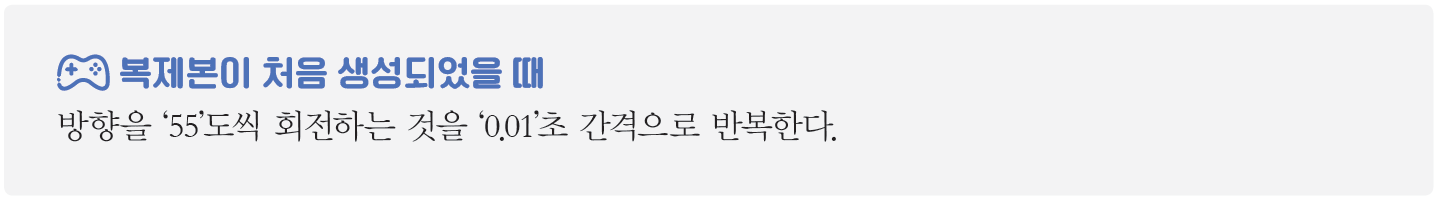 복제본이 처음 생성되었을 때
방향을 ‘55’도씩 회전하는 것을 ‘0.01’초 간격으로 반복한다.